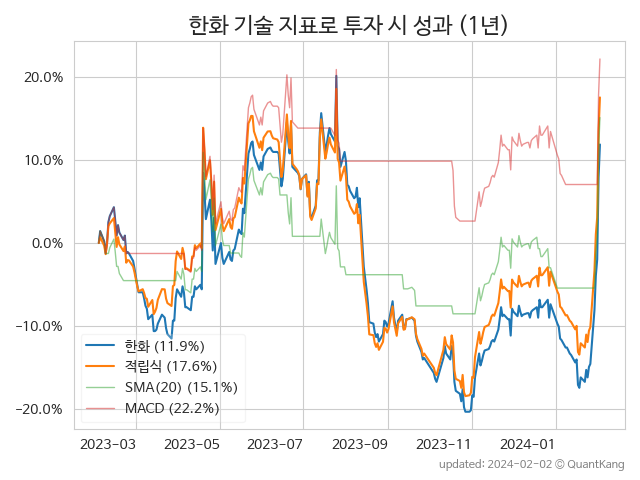 한화 기술 지표로 투자 시 성과 (1년)
20.0%
10.0%
0.0%
−10.0%
−20.0%
한화 (11.9%)
적립식 (17.6%)
SMA(20) (15.1%)
MACD (22.2%)
2023-03 2023-05 2023-07 2023-09 2023-11 2024-01
updated: 2024-02-02 © QuantKang